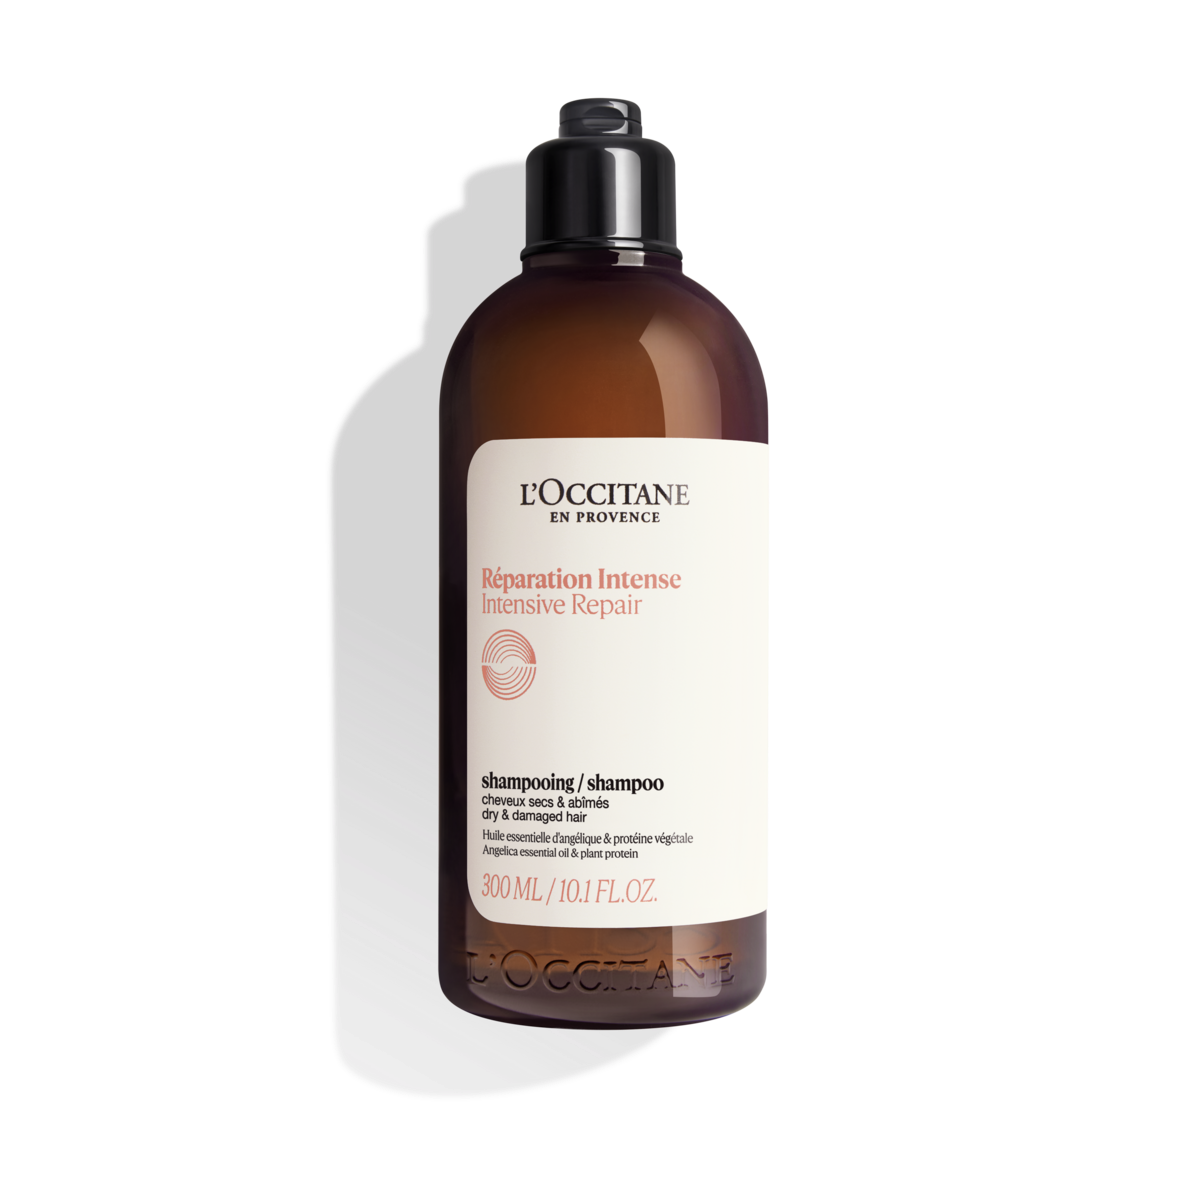 L'OCCITANE
EN PROVENCE
Réparation Intense
Intensive Repair
shampooing / shampoo
cheveux secs & abîmés
dry & damaged hair
Huile essentielle d'angélique & protéine végétale
Angelica essential oil & plant protein
300 ML / 10.1 FL.OZ.
L'OCCITANE